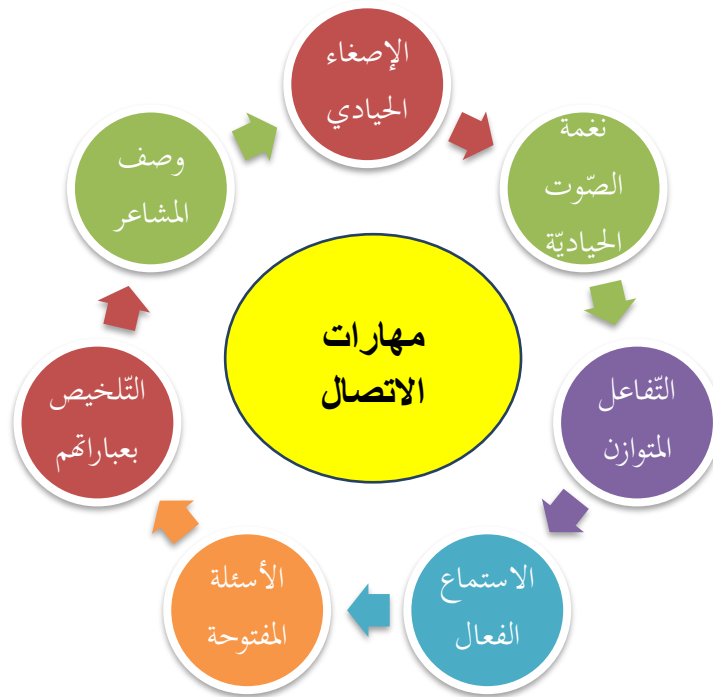 الإصغاء
الحيادي
نغمة
الصّوت
الحياديّة
التّفاعل
المتوازن
الاستماع
الفعال
الأسئلة
المفتوحة
التّلخيص
بعباراتهم
وصف
المشاعر
مهارات
الاتصال